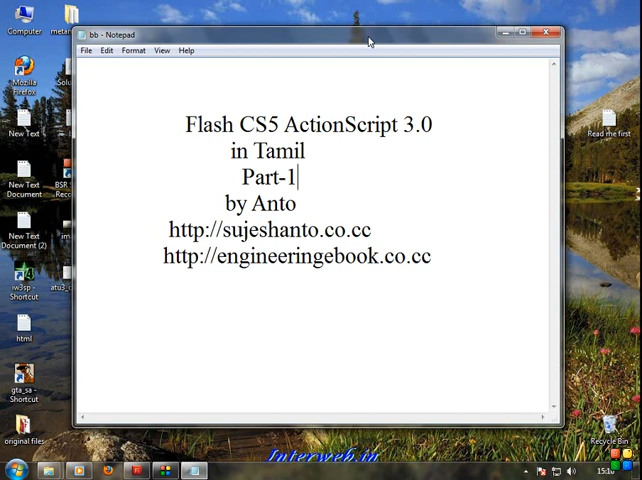 bb - Notepad
File Edit Format View Help
Flash CS5 ActionScript 3.0
in Tamil
Part-1
by Anto
http://sujeshanto.co.cc
http://engineeringebook.co.cc
Computer
Mozilla
Firefox
New Text
New Text
Document
BSR
New Text
Document (2)
iw3sp -
Shortcut
html
gta_sa -
Shortcut
original files
Read me first
Recycle Bin
Interweb.in